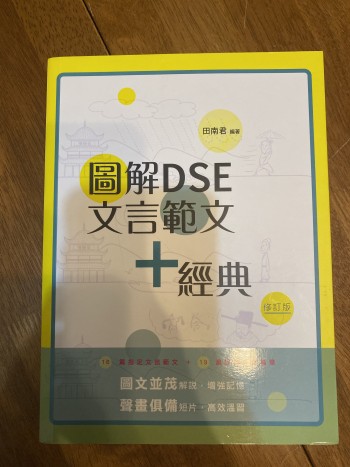 田南君 編著
圖解DSE
文言範文
+經典
修訂版
圖文並茂 解說，增強記憶
聲畫俱備 短片，高效溫習